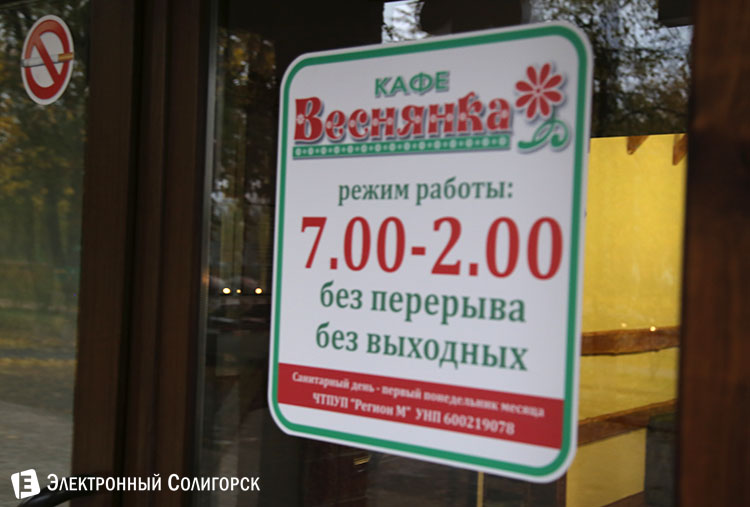 КАФЕ
Веснянка
режим работы:
7.00-2.00
без перерыва
без выходных
Санитарный день - первый понедельник месяца
ЧТПУП "Регион М" УНП 600219078
Е Электронный Солигорск